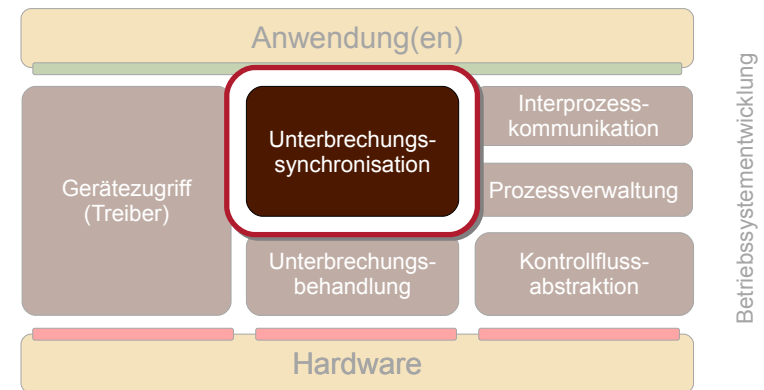 Anwendung(en)
Unterbrechungs-
synchronisation
Interprozess-
kommunikation
Gerätezugriff
(Treiber)
Prozessverwaltung
Unterbrechungs-
behandlung
Kontrollfluss-
abstraktion
Hardware
Betriebssystementwicklung